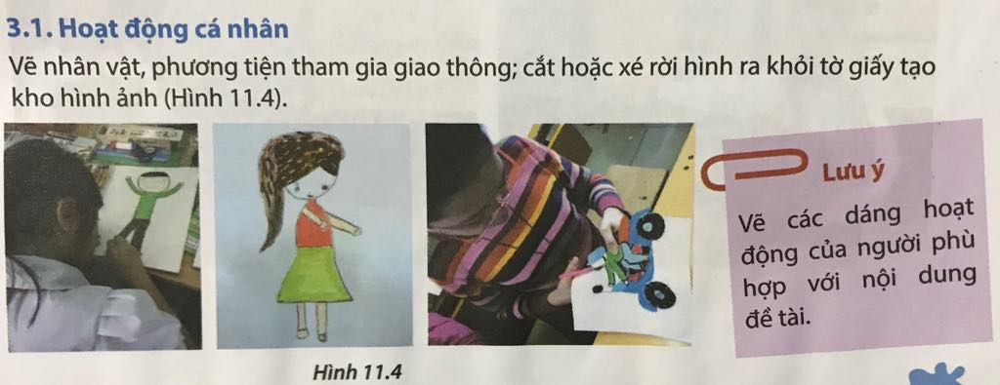 3.1. Hoạt động cá nhân
Vẽ nhân vật, phương tiện tham gia giao thông; cắt hoặc xé rời hình ra khỏi tờ giấy tạo
kho hình ảnh (Hình 11.4).
Lưu ý
Vẽ các dáng hoạt
động của người phù
hợp với nội dung
đề tài.
Hình 11.4